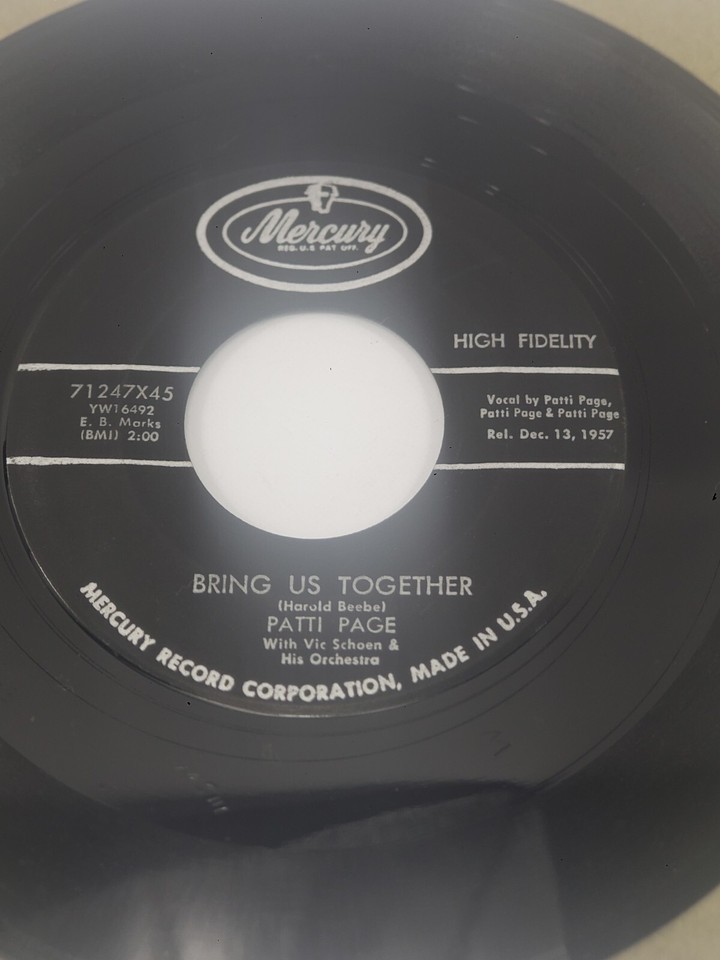 Mercury
REG. U.S. PAT OFF.
HIGH FIDELITY
71247X45
YW16492
E. B. Marks
(BMI) 2:00
Vocal by Patti Page,
Patti Page & Patti Page
Rel. Dec. 13, 1957
BRING US TOGETHER
(Harold Beebe)
PATTI PAGE
With Vic Schoen &
His Orchestra
MERCURY RECORD CORPORATION, MADE IN U.S.A.